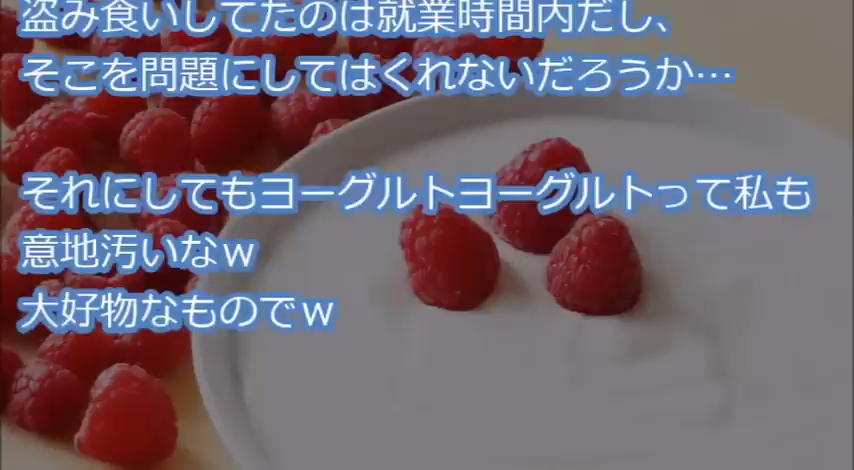 盗み食いしてたのは就業時間内だし、
そこを問題にしてはくれないだろうか…
それにしてもヨーグルトヨーグルトって私も
意地汚いなｗ
大好物なものでｗ